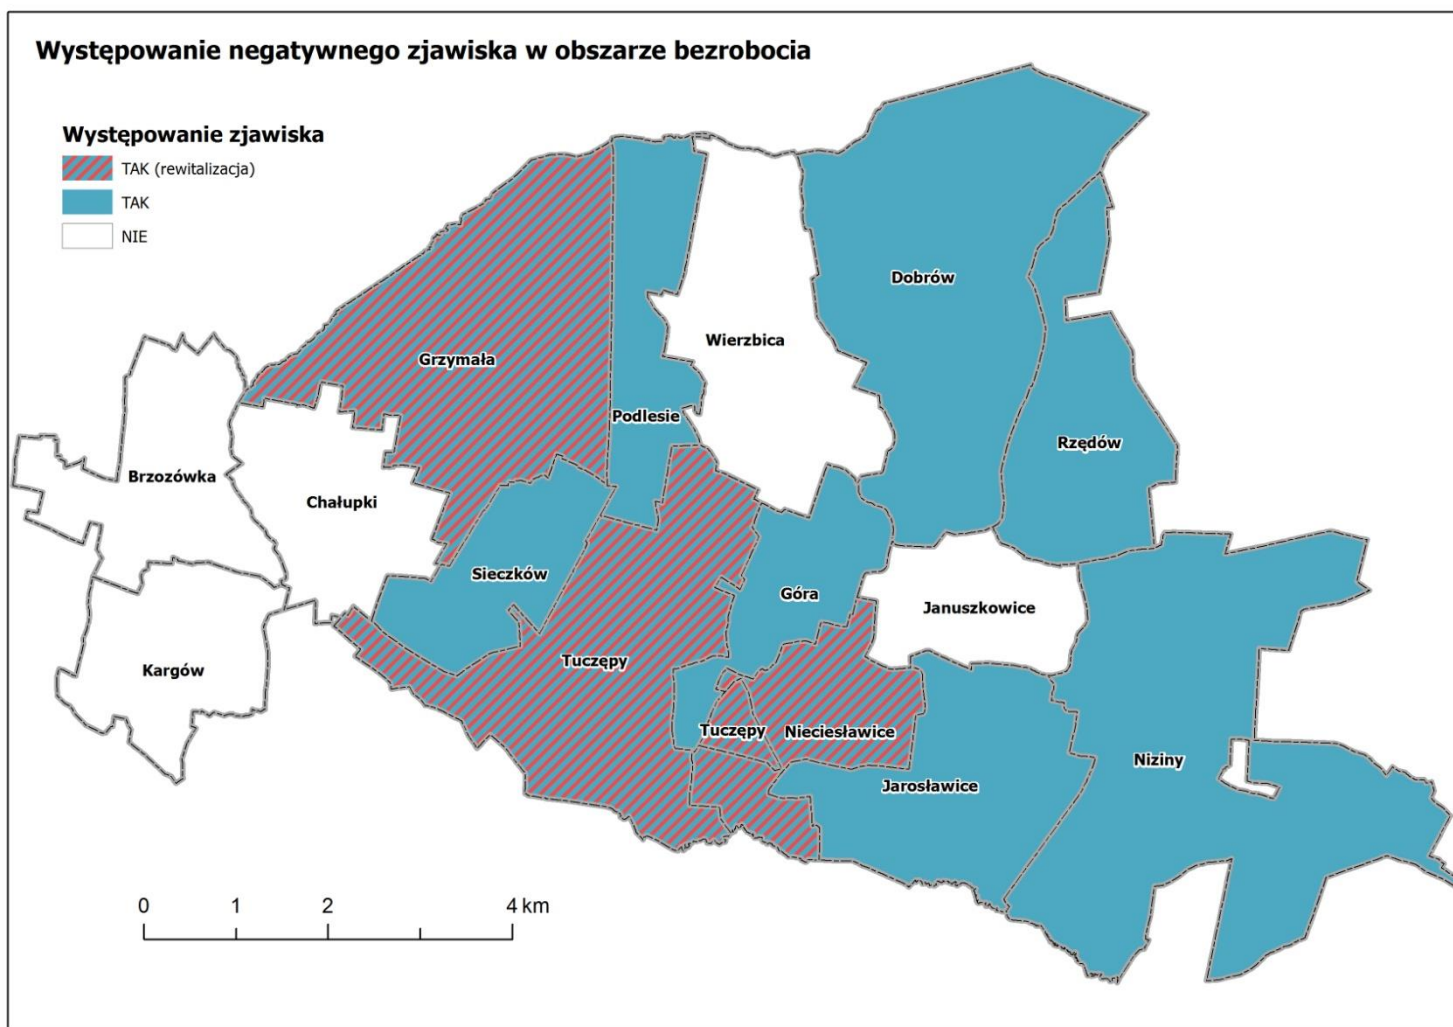 Występowanie negatywnego zjawiska w obszarze bezrobocia
Występowanie zjawiska
TAK (rewitalizacja)
TAK
NIE
Dobrów
Wierzbica
Grzymała
Podlesie
Rzędów
Brzozówka
Chałupki
Sieczków
Góra
Januszkowice
Tuczępy
Kargów
Tuczępy
Nieciesławice
Niziny
Jarosławice
0 1 2 4 km